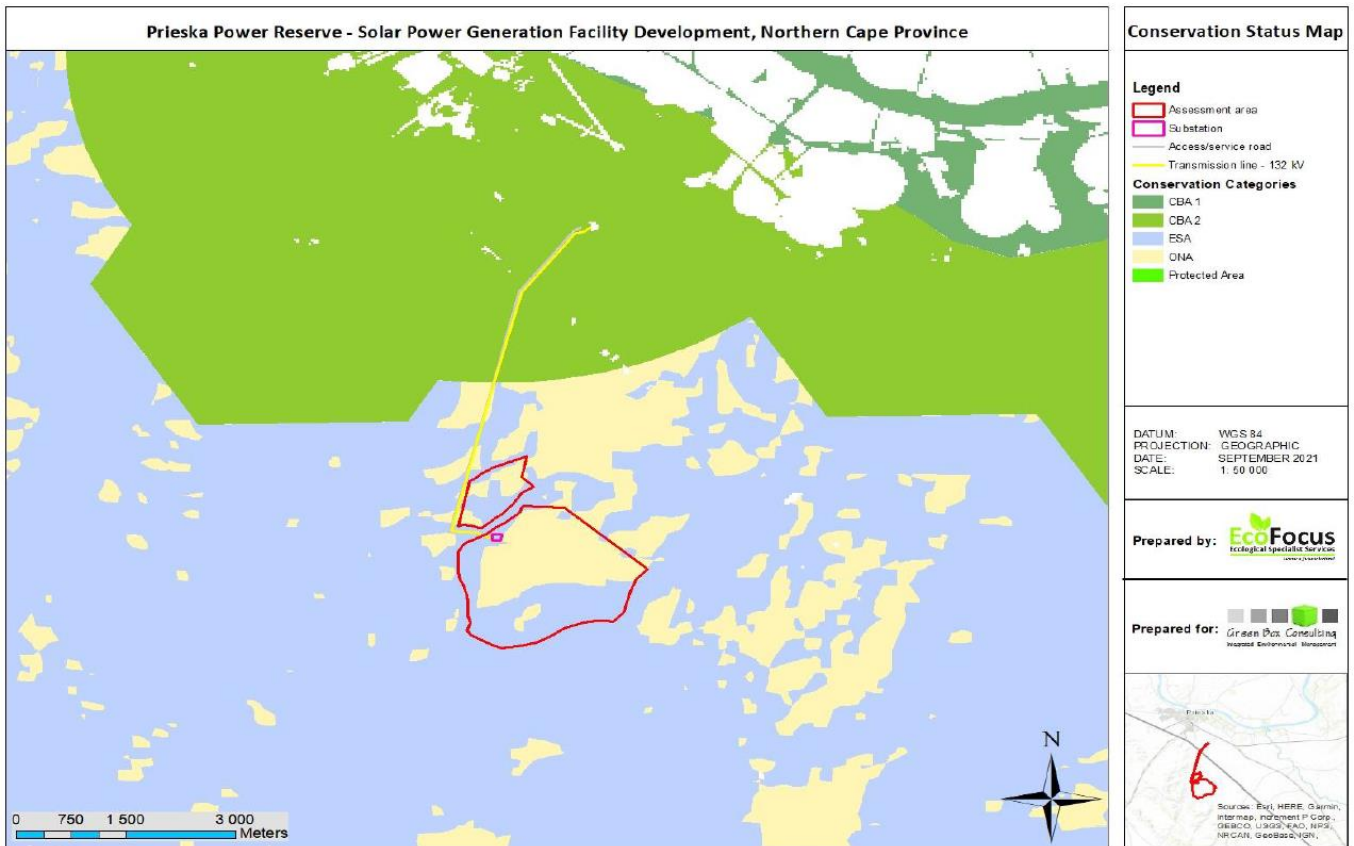 Prieska Power Reserve - Solar Power Generation Facility Development, Northern Cape Province
Conservation Status Map
Legend
Assessment area
Substation
Access/service road
Transmission line - 132 kV
Conservation Categories
CBA 1
CBA 2
ESA
ONA
Protected Area
DATUM: WGS 84
PROJECTION: GEOGRAPHIC
DATE: SEPTEMBER 2021
SCALE: 1: 50 000
Prepared by:
EcoFocus
Ecological Specialist Services
Prepared for:
Green Box Consulting
Integrated Environmental Management
Prieska
Sources: Esri, HERE, Garmin,
Intermap, increment P Corp.,
GEBCO, USGS, FAO, NPS,
NRCAN, GeoBase, IGN,
N
0 750 1 500 3 000
Meters